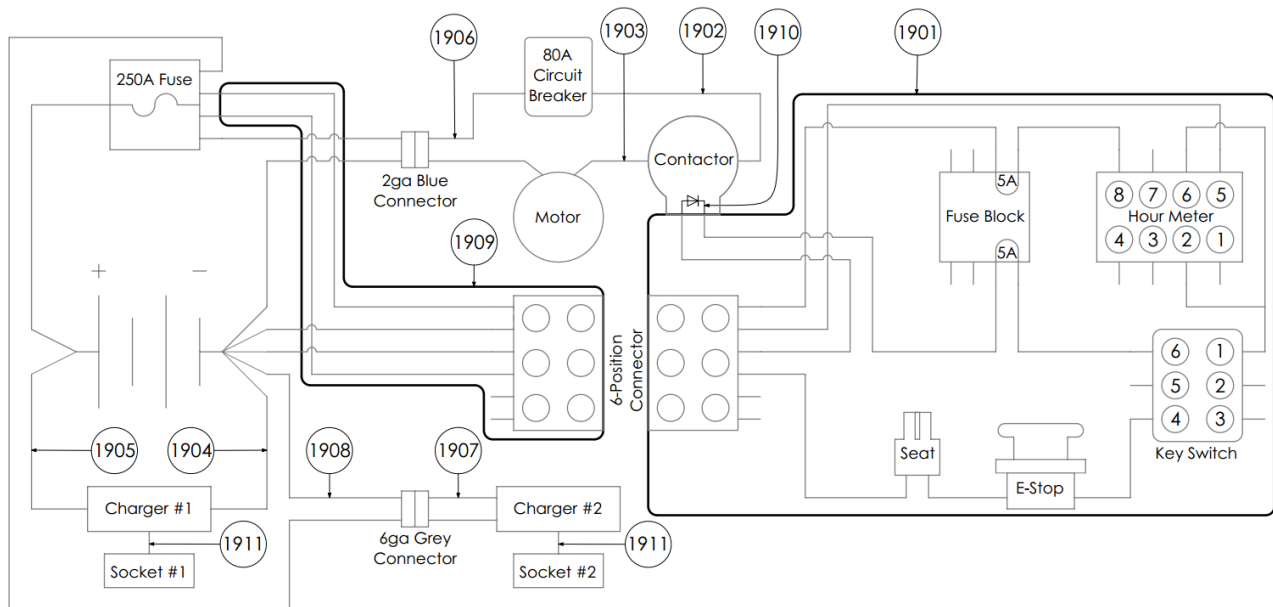 1906
1903
1902
1910
1901
80A
Circuit
Breaker
250A Fuse
Contactor
2ga Blue
Connector
Motor
5A
Fuse Block
5A
8 7 6 5
Hour Meter
4 3 2 1
1909
+ −
6-Position
Connector
6 1
5 2
4 3
Key Switch
Seat
E-Stop
1905
1904
1908
1907
Charger #1
Charger #2
1911
1911
6ga Grey
Connector
Socket #1
Socket #2